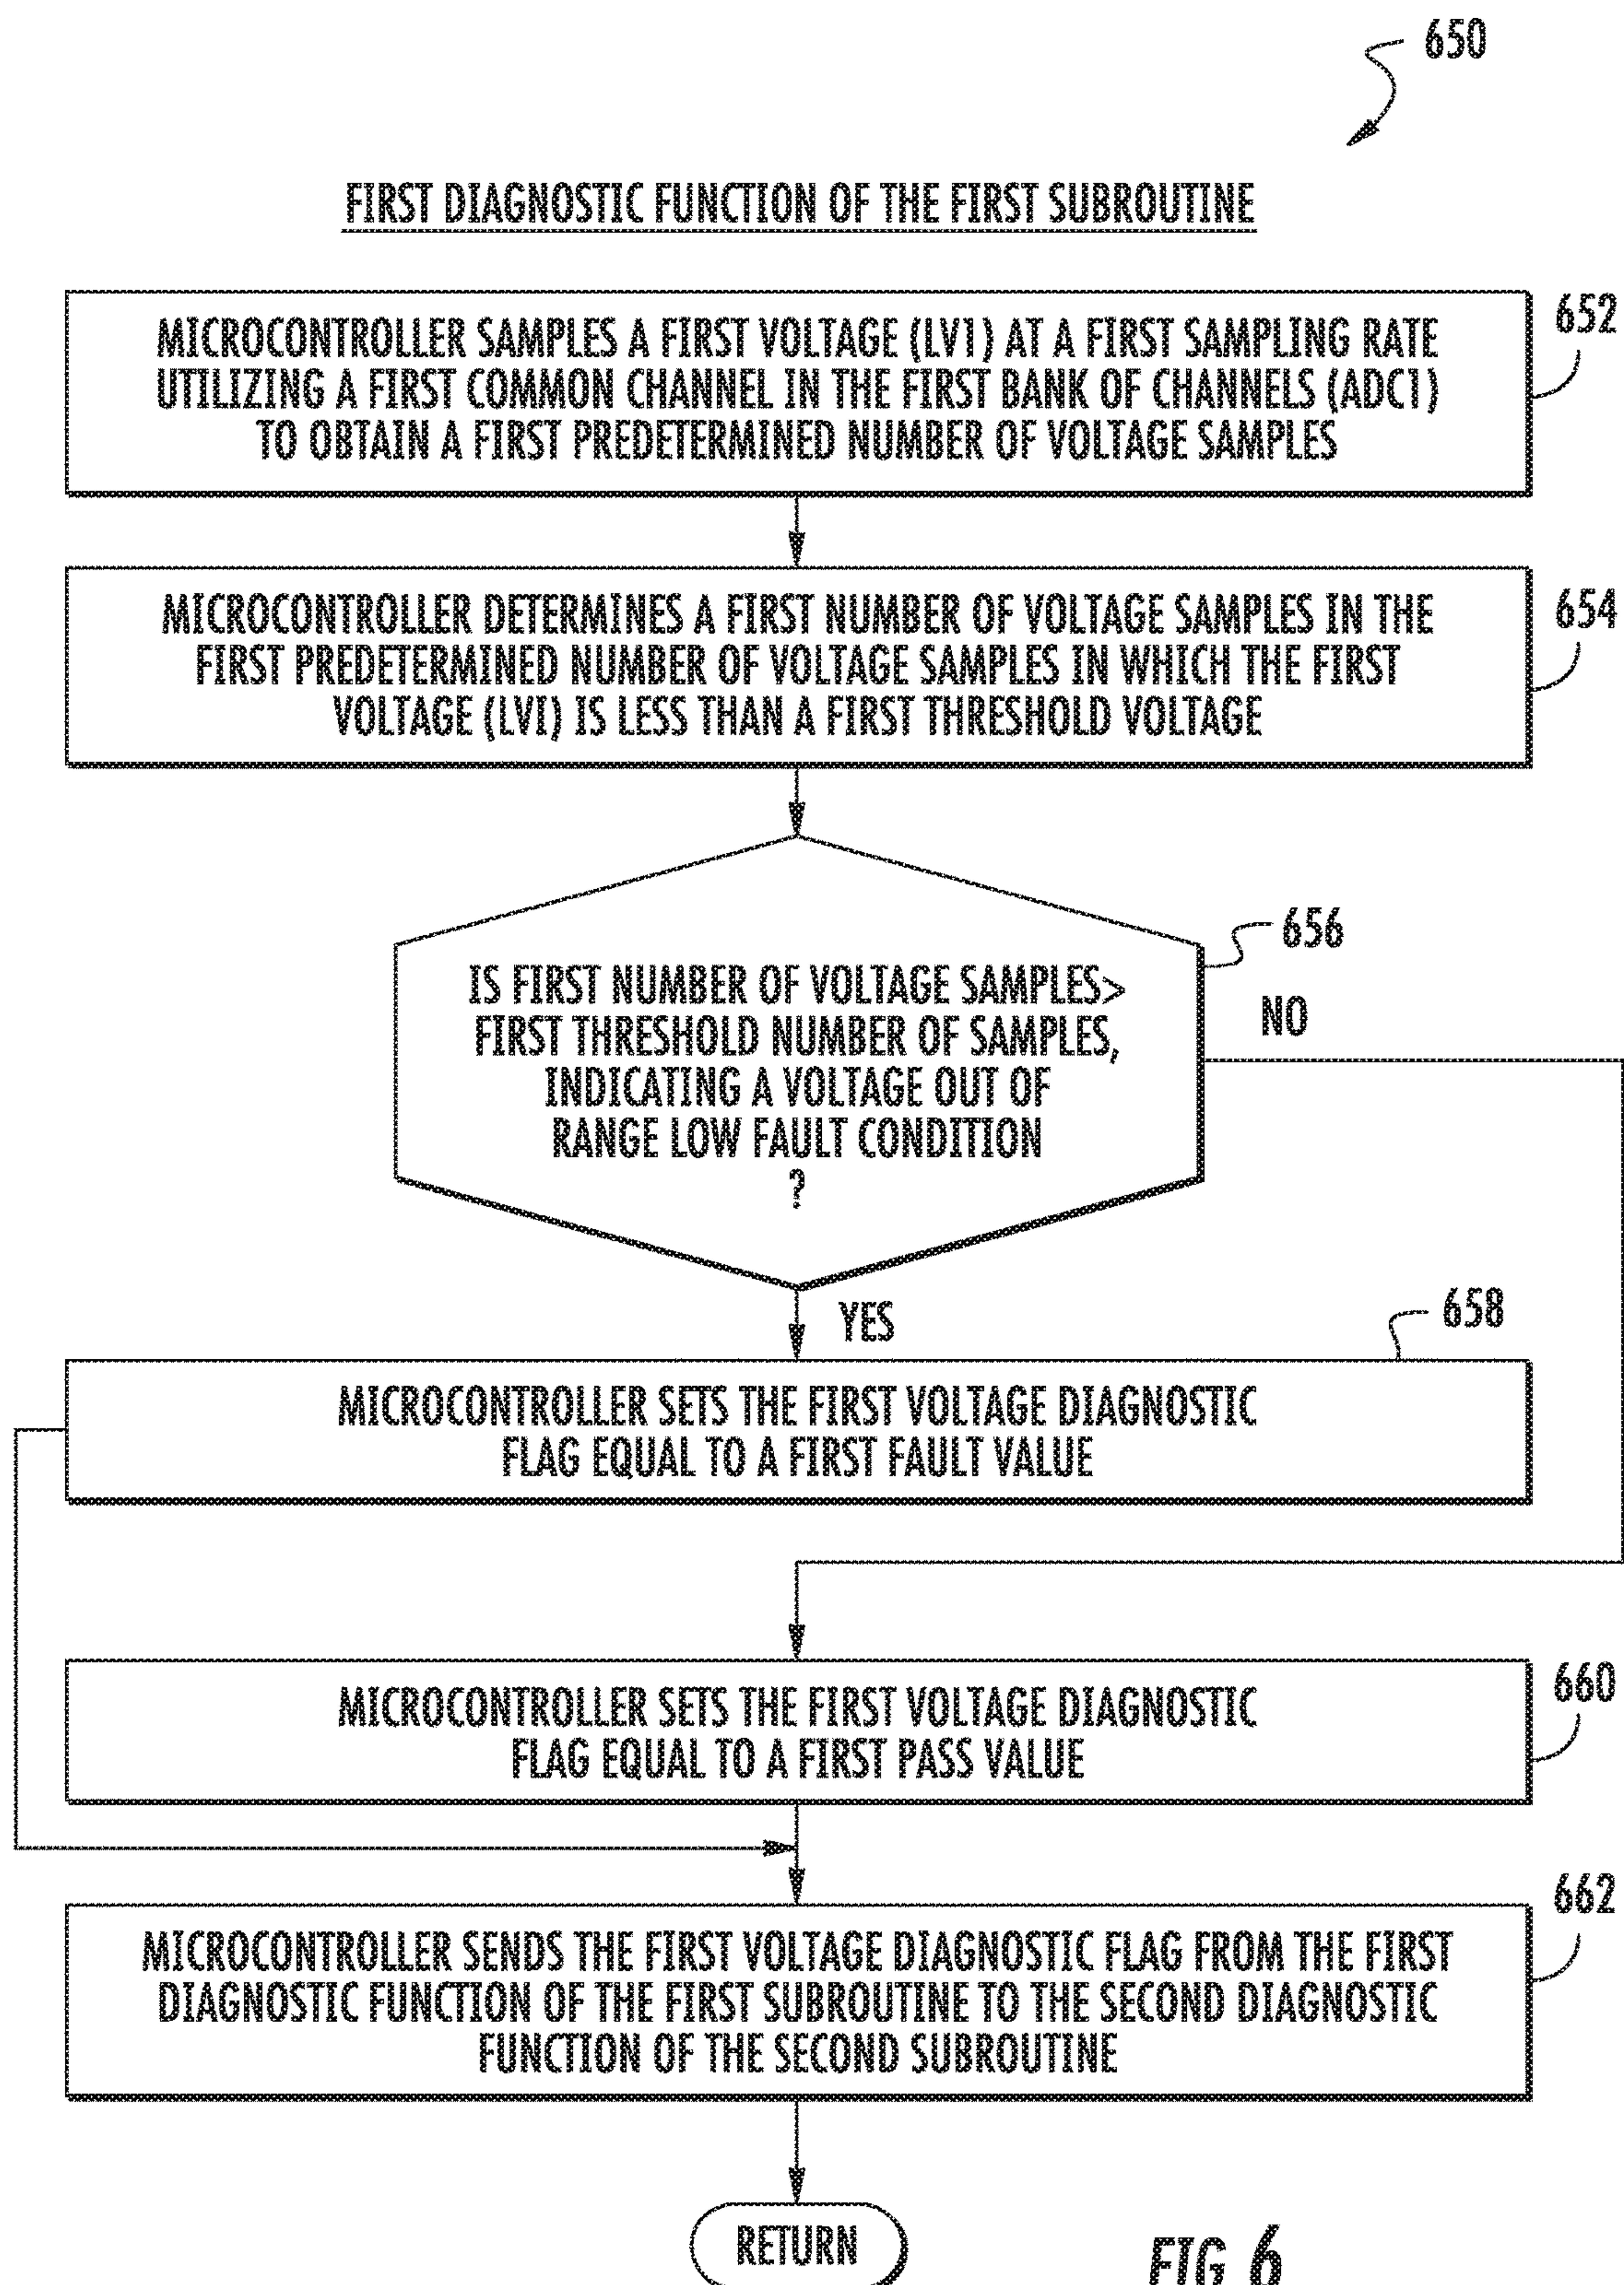 650
FIRST DIAGNOSTIC FUNCTION OF THE FIRST SUBROUTINE
MICROCONTROLLER SAMPLES A FIRST VOLTAGE (LV1) AT A FIRST SAMPLING RATE
UTILIZING A FIRST COMMON CHANNEL IN THE FIRST BANK OF CHANNELS (ADC1)
TO OBTAIN A FIRST PREDETERMINED NUMBER OF VOLTAGE SAMPLES
652
MICROCONTROLLER DETERMINES A FIRST NUMBER OF VOLTAGE SAMPLES IN THE
FIRST PREDETERMINED NUMBER OF VOLTAGE SAMPLES IN WHICH THE FIRST
VOLTAGE (LVI) IS LESS THAN A FIRST THRESHOLD VOLTAGE
654
IS FIRST NUMBER OF VOLTAGE SAMPLES>
FIRST THRESHOLD NUMBER OF SAMPLES,
INDICATING A VOLTAGE OUT OF
RANGE LOW FAULT CONDITION
?
656
NO
YES
658
MICROCONTROLLER SETS THE FIRST VOLTAGE DIAGNOSTIC
FLAG EQUAL TO A FIRST FAULT VALUE
MICROCONTROLLER SETS THE FIRST VOLTAGE DIAGNOSTIC
FLAG EQUAL TO A FIRST PASS VALUE
660
MICROCONTROLLER SENDS THE FIRST VOLTAGE DIAGNOSTIC FLAG FROM THE FIRST
DIAGNOSTIC FUNCTION OF THE FIRST SUBROUTINE TO THE SECOND DIAGNOSTIC
FUNCTION OF THE SECOND SUBROUTINE
662
RETURN
FIG 6